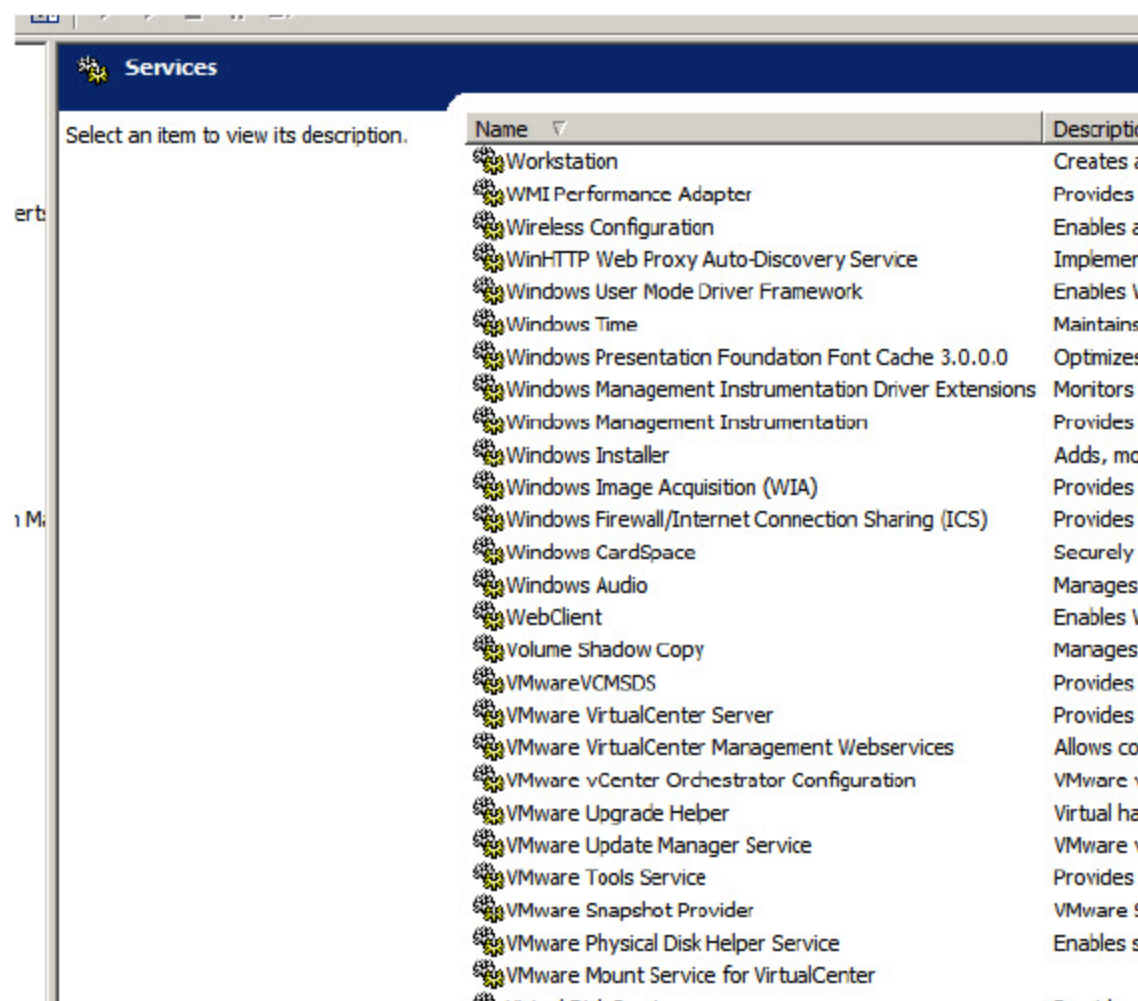 Services
Select an item to view its description.
Name Descripti
Workstation Creates
WMI Performance Adapter Provides
erts
Wireless Configuration Enables
WinHTTP Web Proxy Auto-Discovery Service Implemen
Windows User Mode Driver Framework Enables
Windows Time Maintains
Windows Presentation Foundation Font Cache 3.0.0.0 Optimizes
Windows Management Instrumentation Driver Extensions Monitors
Windows Management Instrumentation Provides
Windows Installer Adds, mo
Windows Image Acquisition (WIA) Provides
n Ma
Windows Firewall/Internet Connection Sharing (ICS) Provides
Windows CardSpace Securely
Windows Audio Manages
WebClient Enables
Volume Shadow Copy Manages
VMwareVCMSDS Provides
VMware VirtualCenter Server Provides
VMware VirtualCenter Management Webservices Allows co
VMware vCenter Orchestrator Configuration VMware v
VMware Upgrade Helper Virtual ha
VMware Update Manager Service VMware v
VMware Tools Service Provides
VMware Snapshot Provider VMware S
VMware Physical Disk Helper Service Enables s
VMware Mount Service for VirtualCenter